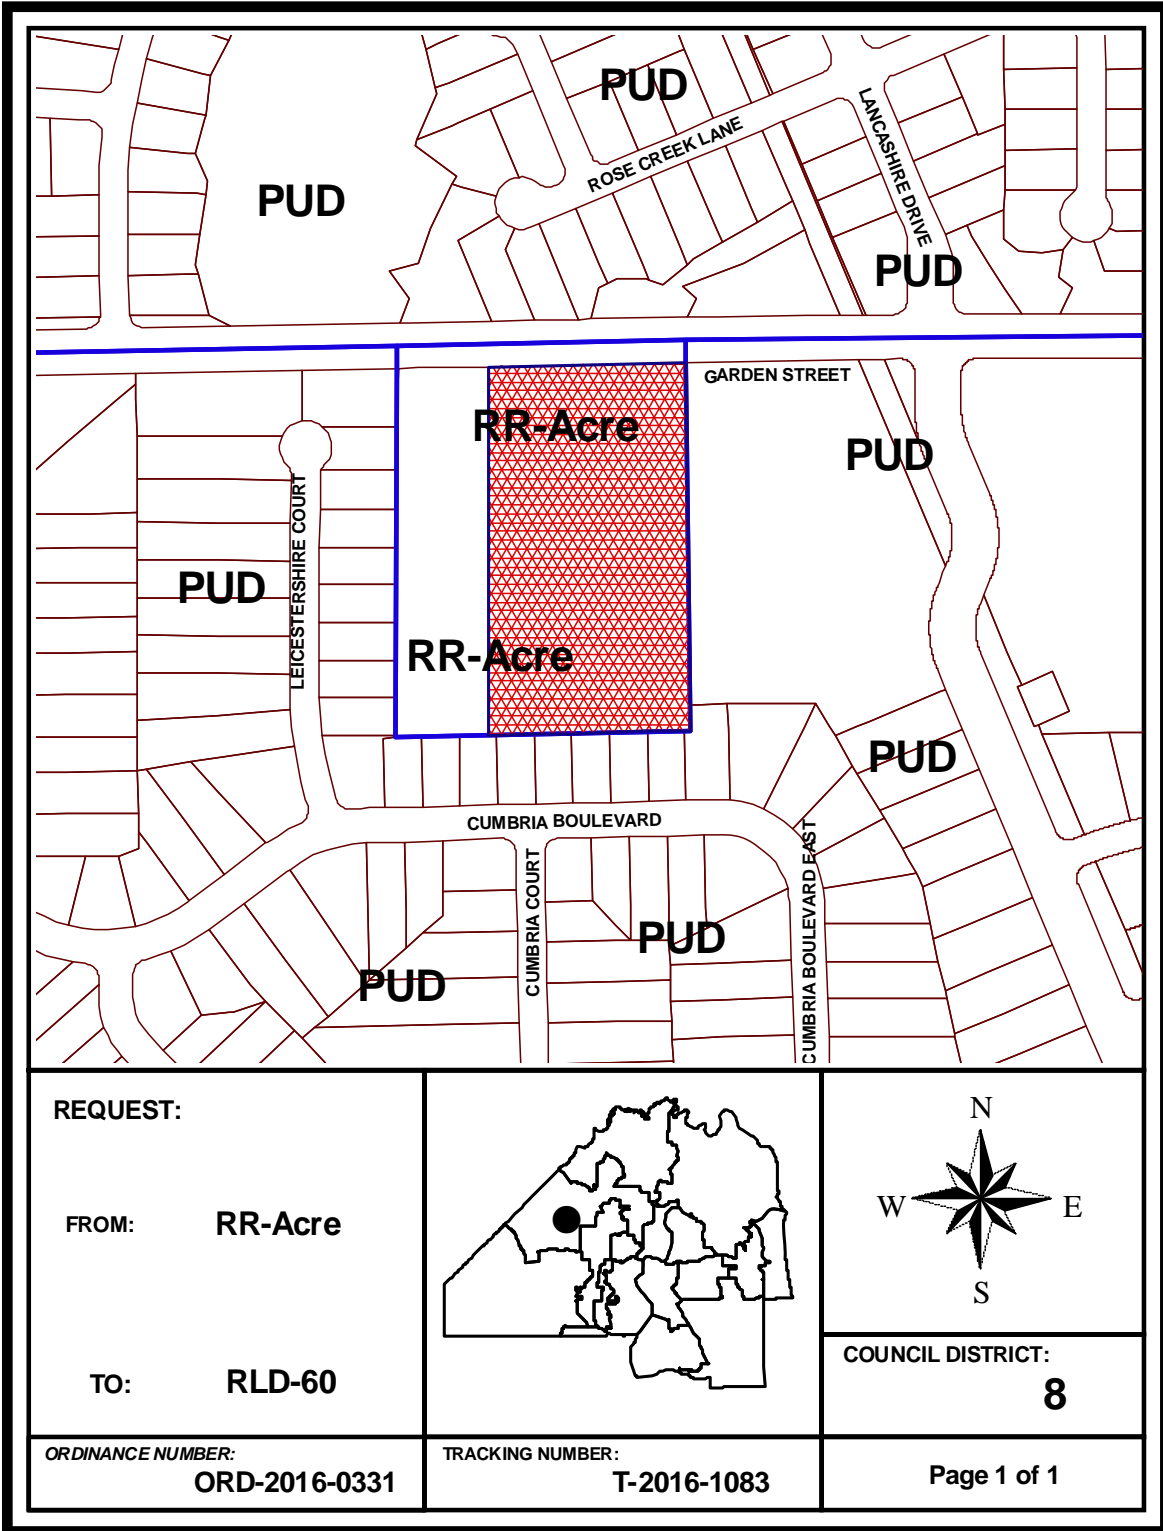 PUD
PUD
ROSE CREEK LANE
LANCASHIRE DRIVE
PUD
GARDEN STREET
RR-Acre
PUD
LEICESTERSHIRE COURT
PUD
RR-Acre
PUD
CUMBRIA BOULEVARD
CUMBRIA COURT
CUMBRIA BOULEVARD EAST
PUD
PUD
REQUEST:
FROM: RR-Acre
TO: RLD-60
N
W E
S
COUNCIL DISTRICT:
8
ORDINANCE NUMBER:
ORD-2016-0331
TRACKING NUMBER:
T-2016-1083
Page 1 of 1